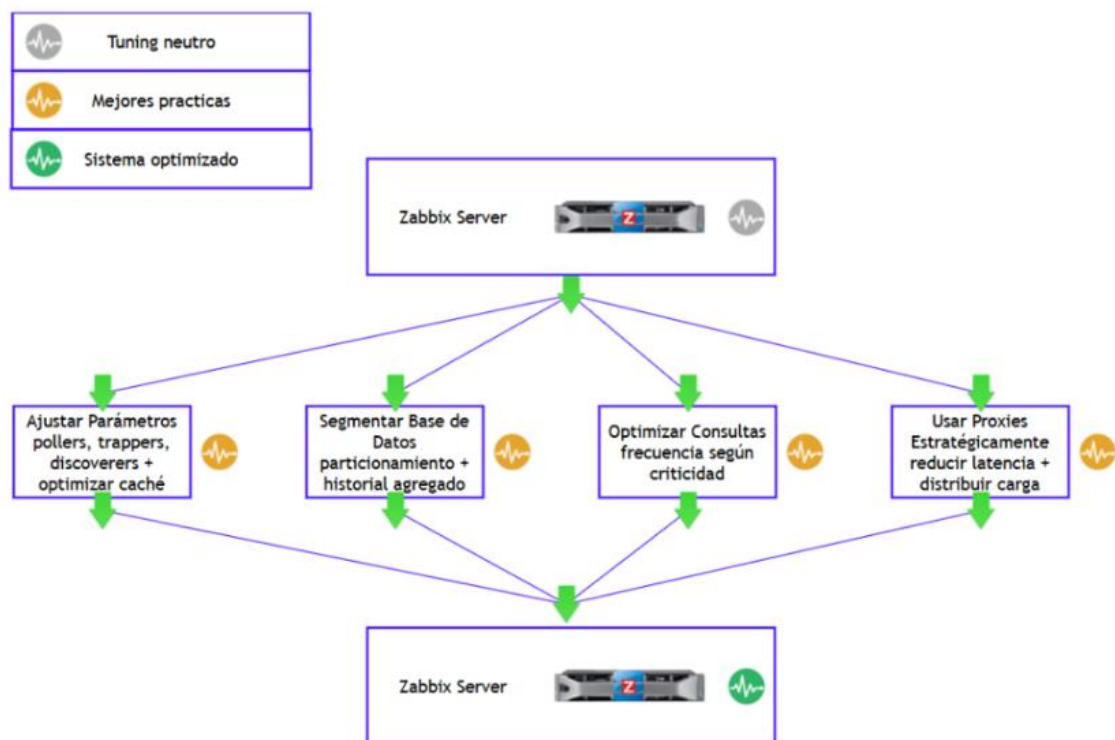 Tuning neutro
Mejores practicas
Sistema optimizado
Zabbix Server
Z
Ajustar Parámetros
pollers, trappers,
discoverers +
optimizar caché
Segmentar Base de
Datos
particionamiento +
historial agregado
Optimizar Consultas
frecuencia según
criticidad
Usar Proxies
Estratégicamente
reducir latencia +
distribuir carga
Zabbix Server
Z